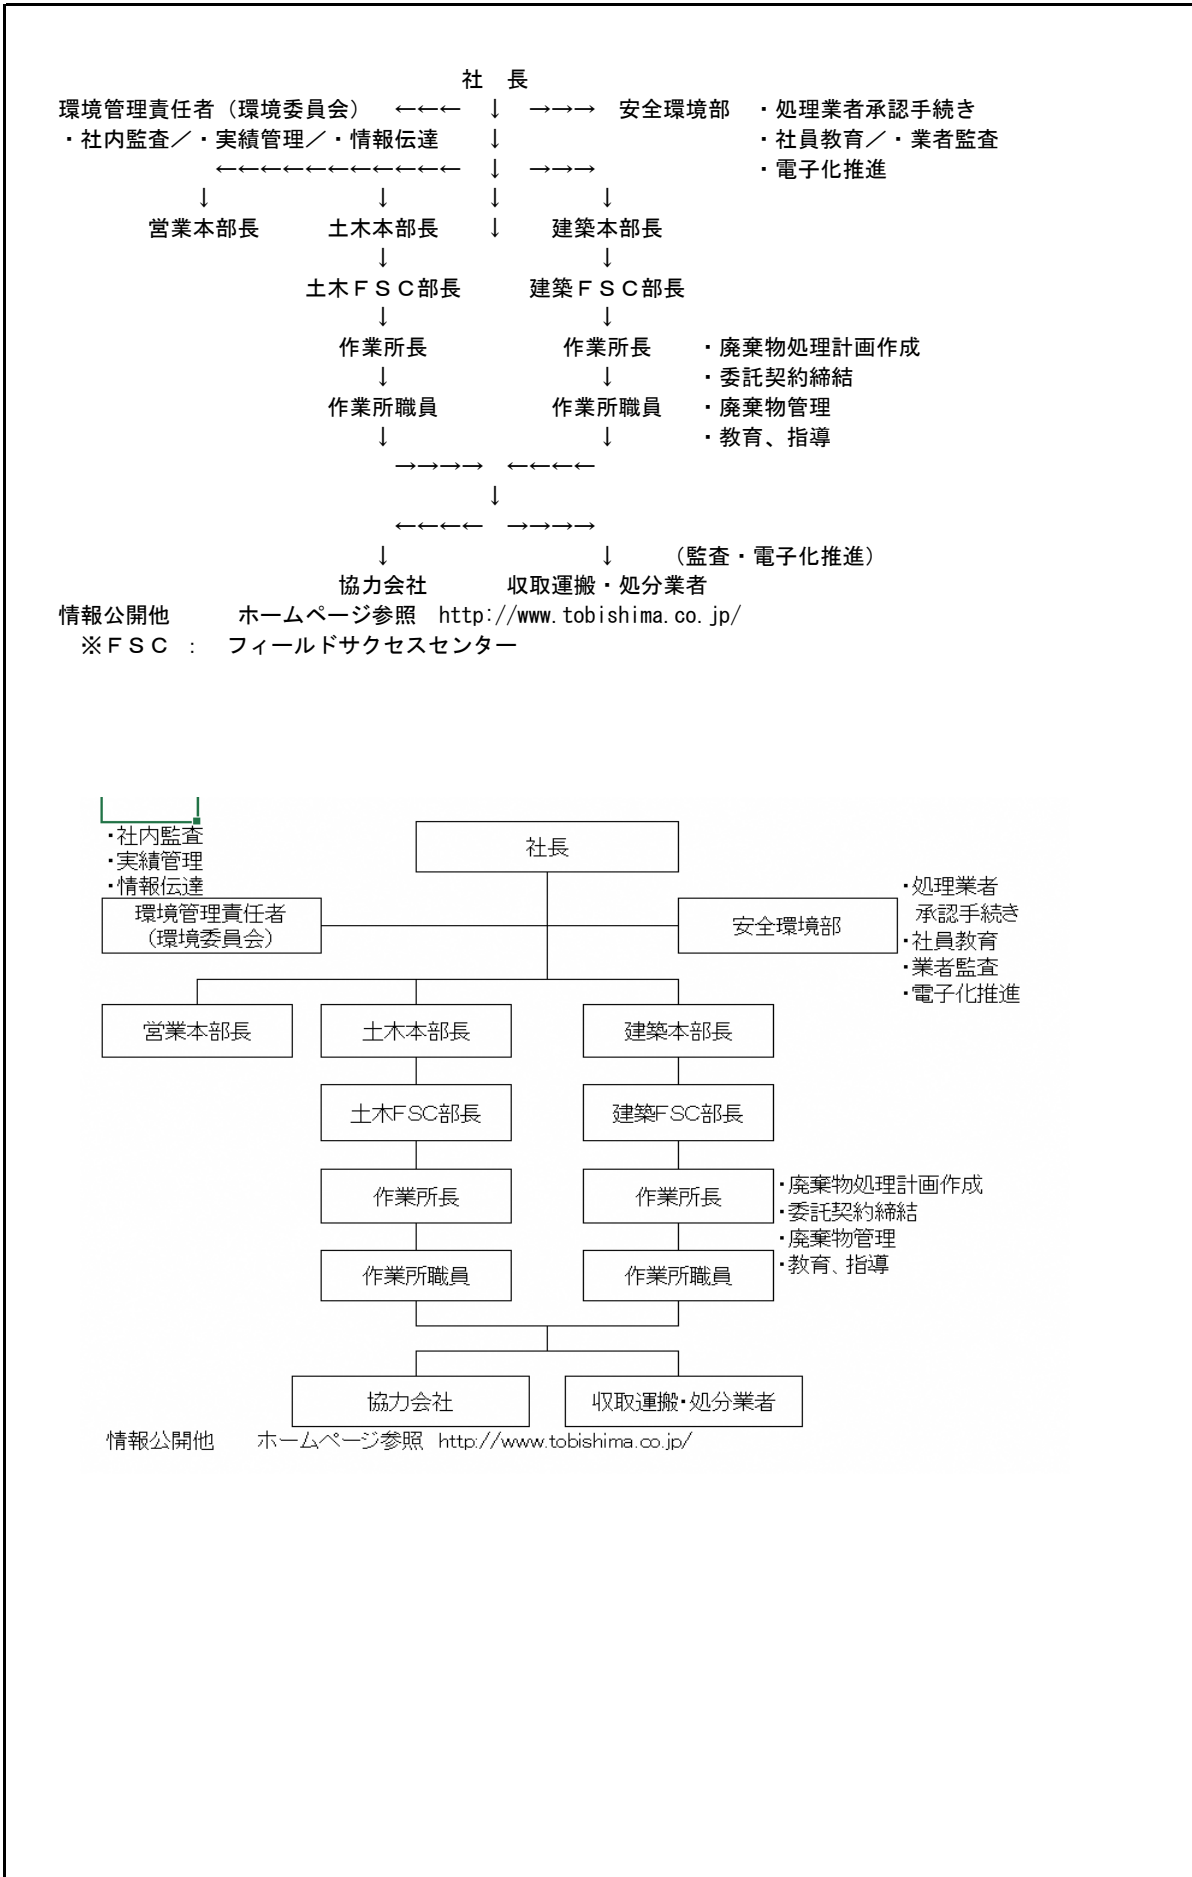 社　長
環境管理責任者（環境委員会）　←←←　↓　→→→　安全環境部　・処理業者承認手続き
・社内監査／・実績管理／・情報伝達　　↓　　・社員教育／・業者監査
←←←←←←←←←←←　↓　→→→　　・電子化推進
↓　　↓　　↓　　↓
営業本部長　　土木本部長　　↓　　建築本部長
↓　　↓
土木ＦＳＣ部長　　建築ＦＳＣ部長
↓　　↓
作業所長　　作業所長　　・廃棄物処理計画作成
↓　　↓　　・委託契約締結
作業所職員　　作業所職員　　・廃棄物管理
↓　　↓　　・教育、指導
→→→→　←←←←
↓
←←←←　→→→→
↓　　↓　　（監査・電子化推進）
協力会社　　収取運搬・処分業者
情報公開他　　ホームページ参照　http://www.tobishima.co.jp/
※ＦＳＣ　：　フィールドサクセスセンター
・社内監査
・実績管理
・情報伝達
社長
環境管理責任者
（環境委員会）
安全環境部
・処理業者
承認手続き
・社員教育
・業者監査
・電子化推進
営業本部長　　土木本部長　　建築本部長
土木FSC部長　　建築FSC部長
作業所長　　作業所長
・廃棄物処理計画作成
・委託契約締結
・廃棄物管理
・教育、指導
作業所職員　　作業所職員
協力会社　　収取運搬・処分業者
情報公開他　　ホームページ参照　http://www.tobishima.co.jp/